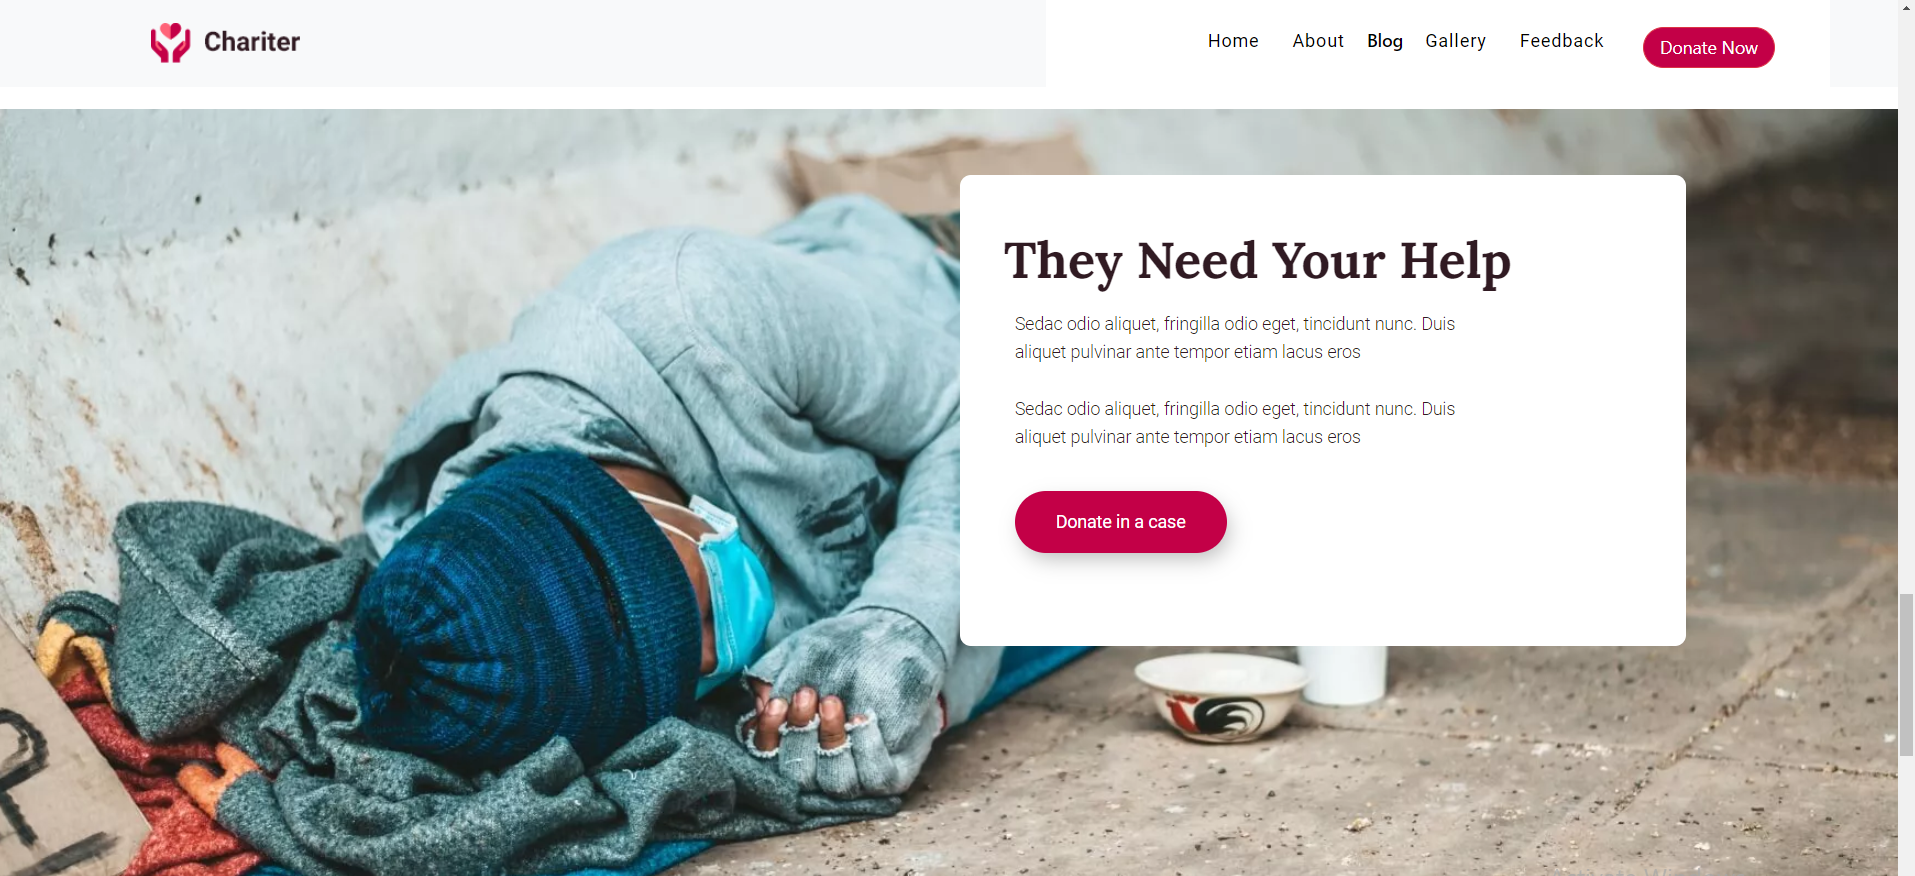 Chariter
Home About Blog Gallery Feedback Donate Now
They Need Your Help
Sedac odio aliquet, fringilla odio eget, tincidunt nunc. Duis
aliquet pulvinar ante tempor etiam lacus eros
Sedac odio aliquet, fringilla odio eget, tincidunt nunc. Duis
aliquet pulvinar ante tempor etiam lacus eros
Donate in a case